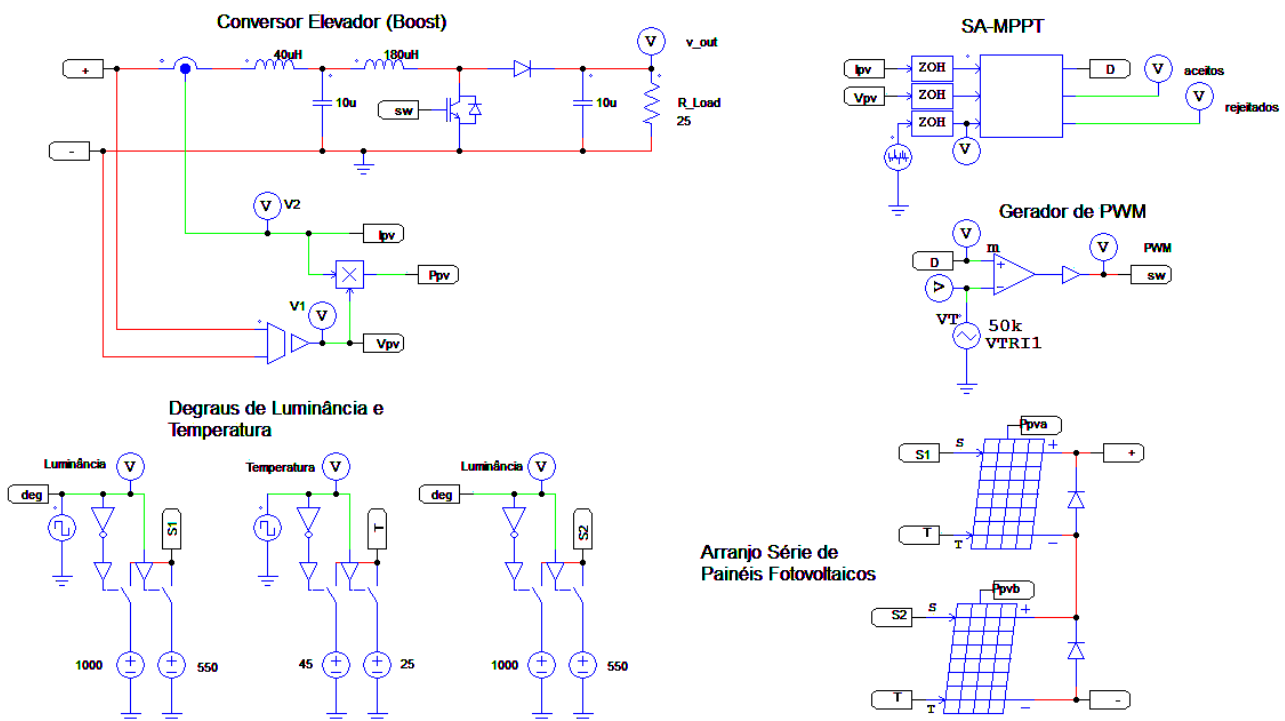 Conversor Elevador (Boost)
40uH
180uH
V
v_out
+
10u
sw
10u
R_Load
25
-
V
V2
Ipv
Ppv
V1
V
Vpv
SA-MPPT
Ipv
ZOH
D
V
aceitos
Vpv
ZOH
V
rejeitados
ZOH
V
Gerador de PWM
V
m
V
PWM
D
sw
V
VT
50k
VTRI1
Degraus de Luminância e
Temperatura
Luminância
V
deg
S1
1000
550
Temperatura
V
T
45
25
Luminância
V
deg
S2
1000
550
Ppva
S1
S
+
+
T
T
-
Arranjo Série de
Painéis Fotovoltaicos
Ppvb
S2
S
+
T
T
-
-